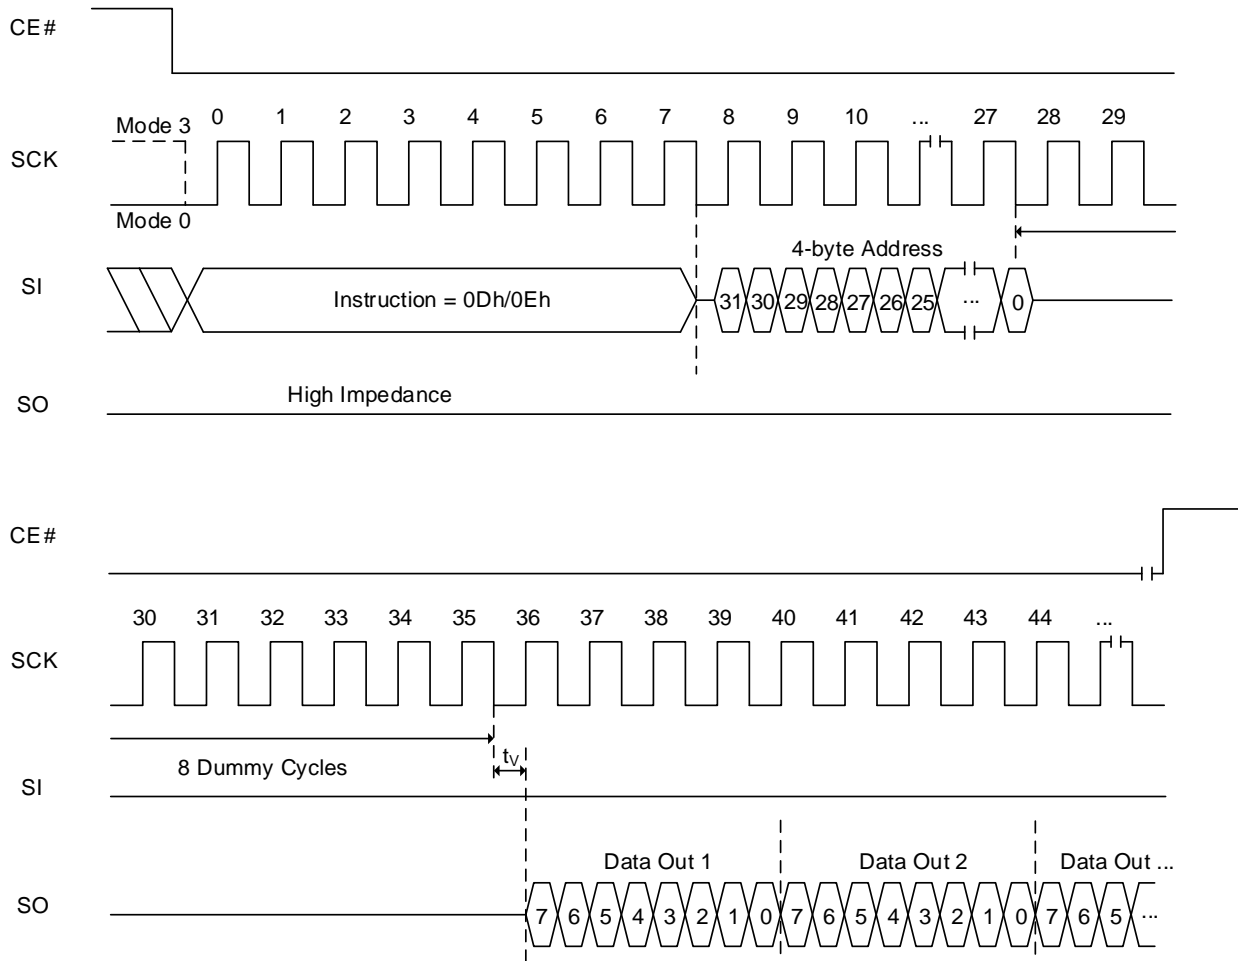 CE#
Mode 3
0 1 2 3 4 5 6 7 8 9 10 ... 27 28 29
SCK
Mode 0
4-byte Address
SI
Instruction = 0Dh/0Eh
31 30 29 28 27 26 25 ... 0
High Impedance
SO
CE#
30 31 32 33 34 35 36 37 38 39 40 41 42 43 44 ...
SCK
8 Dummy Cycles
tV
SI
Data Out 1 Data Out 2 Data Out ...
SO
7 6 5 4 3 2 1 0 7 6 5 4 3 2 1 0 7 6 5 ...